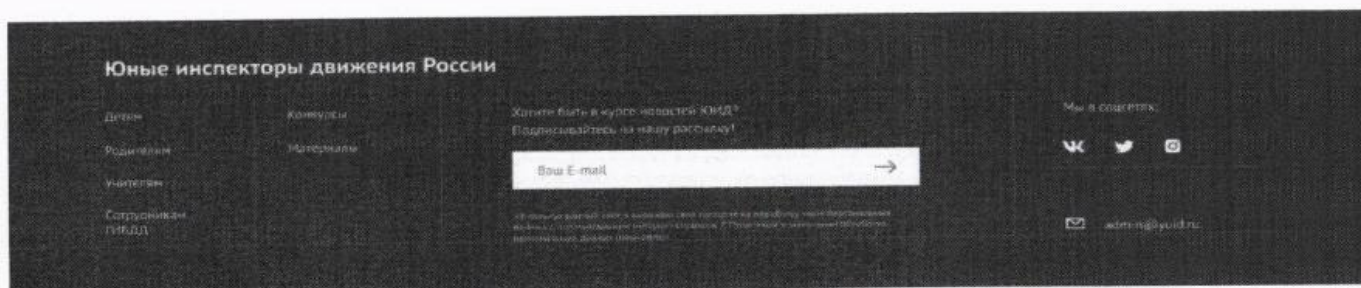 Юные инспекторы движения России
Детям
Родителям
Учителям
Сотрудникам
ГИБДД
Конкурсы
Материалы
Хотите быть в курсе новостей ЮИД?
Подписывайтесь на нашу рассылку!
Ваш E-mail
Мы в соцсетях:
admin@yuid.ru